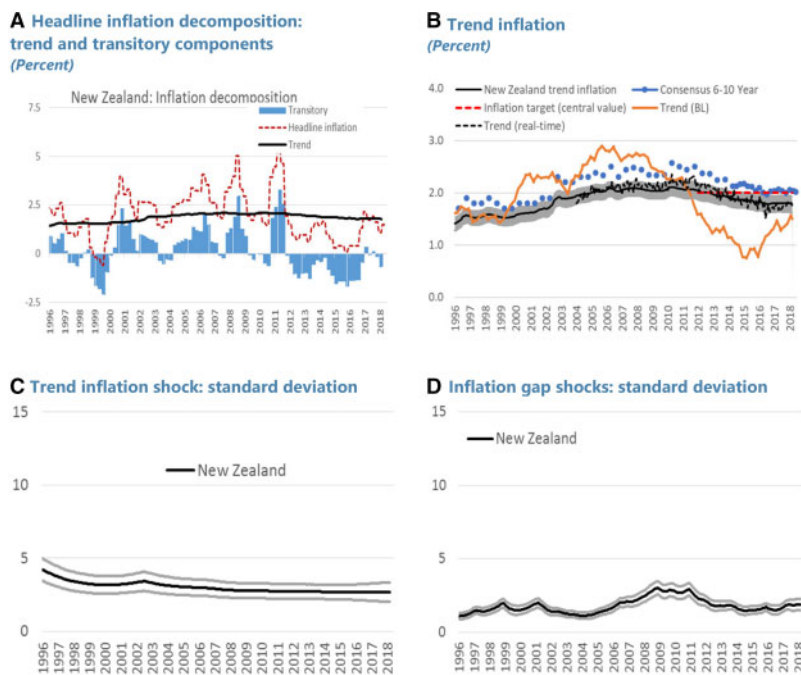 A Headline inflation decomposition:
trend and transitory components
(Percent)
New Zealand: Inflation decomposition
Transitory
Headline inflation
Trend
7.5
5
2.5
0
-2.5
1996 1997 1998 1999 2000 2001 2002 2003 2004 2005 2006 2007 2008 2009 2010 2011 2012 2013 2014 2015 2016 2017 2018
B Trend inflation
(Percent)
New Zealand trend inflation Consensus 6-10 Year
Inflation target (central value) Trend (BL)
Trend (real-time)
4.0
3.0
2.0
1.0
0.0
1996 1997 1998 1999 2000 2001 2002 2003 2004 2005 2006 2007 2008 2009 2010 2011 2012 2013 2014 2015 2016 2017 2018
C Trend inflation shock: standard deviation
15
New Zealand
10
5
0
1996 1997 1998 1999 2000 2001 2002 2003 2004 2005 2006 2007 2008 2009 2010 2011 2012 2013 2014 2015 2016 2017 2018
D Inflation gap shocks: standard deviation
15
New Zealand
10
5
0
1996 1997 1998 1999 2000 2001 2002 2003 2004 2005 2006 2007 2008 2009 2010 2011 2012 2013 2014 2015 2016 2017 2018